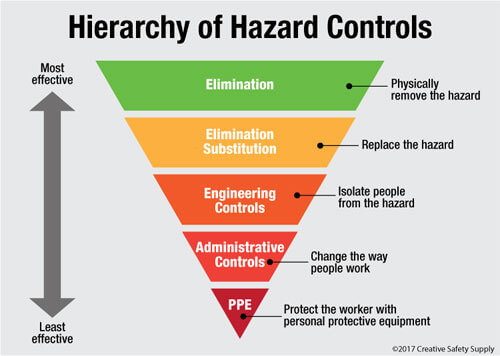 Hierarchy of Hazard Controls
Most
effective
Elimination
Physically
remove the hazard
Elimination
Substitution
Replace the hazard
Engineering
Controls
Isolate people
from the hazard
Administrative
Controls
Change the way
people work
PPE
Protect the worker with
personal protective equipment
Least
effective
©2017 Creative Safety Supply